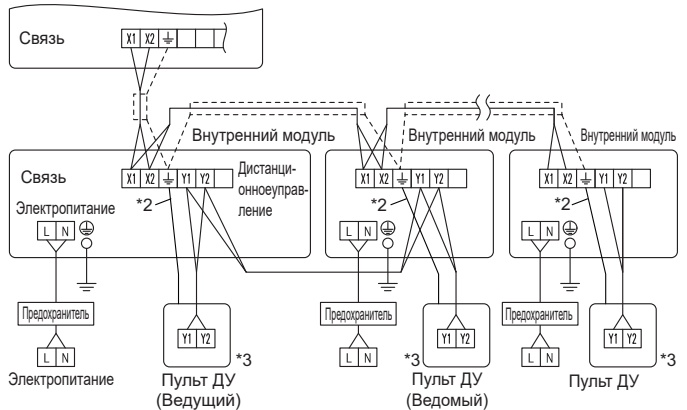 Связь
X1 X2
Внутренний модуль
Внутренний модуль
Внутренний модуль
Связь
X1 X2 Y1 Y2
Дистанци-
онноеуправ-
ление
X1 X2 Y1 Y2
X1 X2 Y1 Y2
*2
*2
*2
Электропитание
L N
L N
L N
Предохранитель
Предохранитель
Предохранитель
Y1 Y2
Y1 Y2
Y1 Y2
L N
*3
L N
*3
L N
*3
Электропитание
Пульт ДУ
(Ведущий)
Пульт ДУ
(Ведомый)
Пульт ДУ